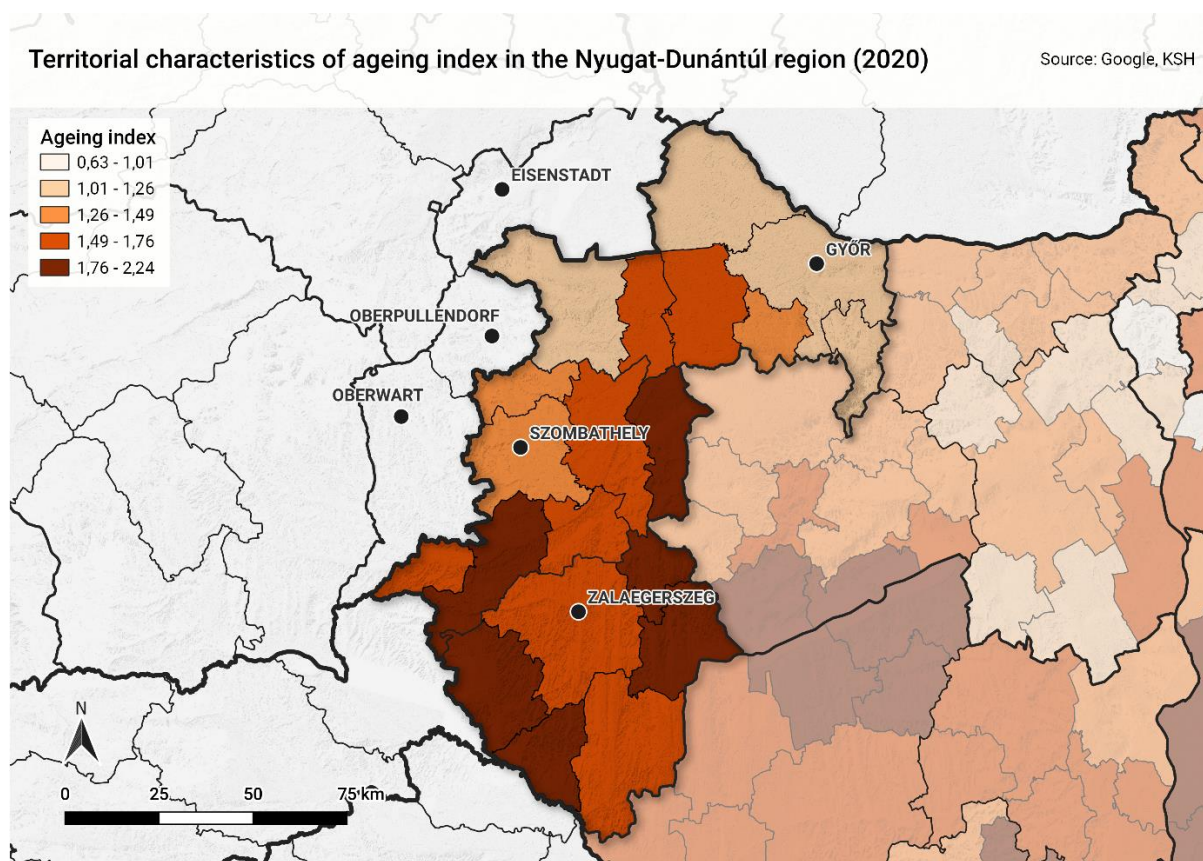 Territorial characteristics of ageing index in the Nyugat-Dunántúl region (2020)
Source: Google, KSH
Ageing index
0,63 - 1,01
1,01 - 1,26
1,26 - 1,49
1,49 - 1,76
1,76 - 2,24
EISENSTADT
GYŐR
OBERPULLENDORF
OBERWART
SZOMBATHELY
ZALAEGERSZEG
N
0 25 50 75 km